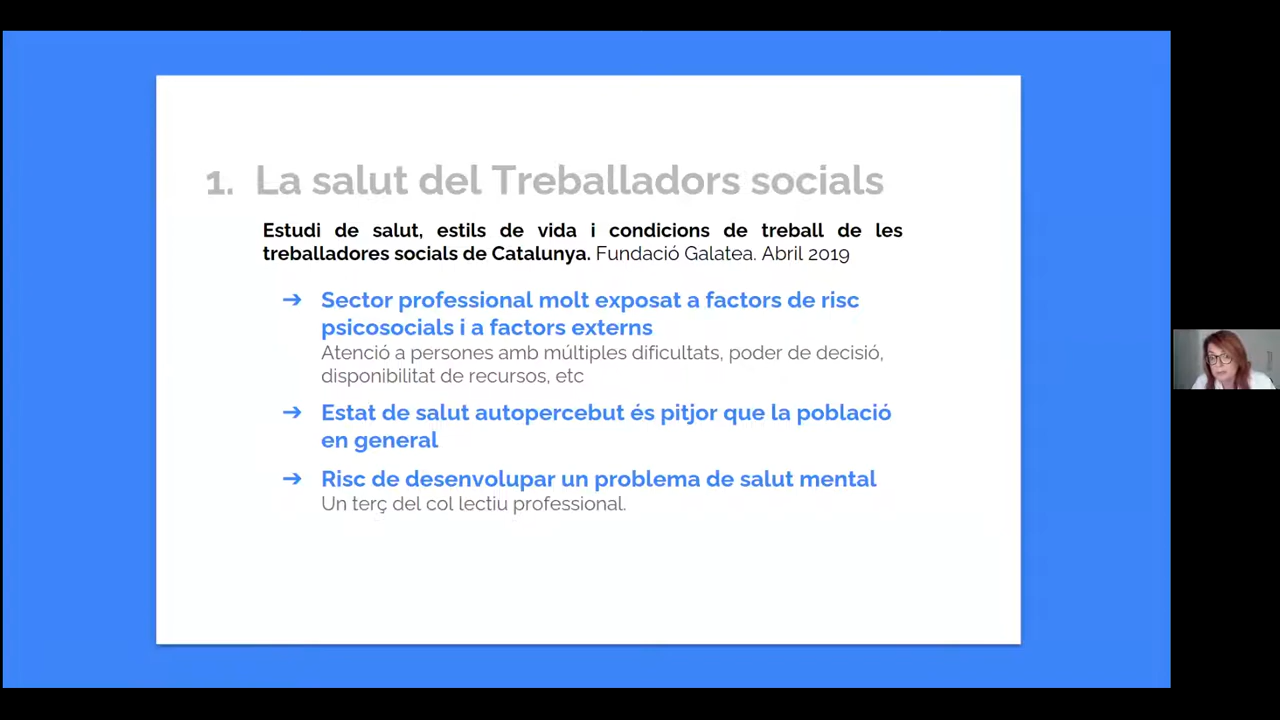 1. La salut del Treballadors socials
Estudi de salut, estils de vida i condicions de treball de les
treballadores socials de Catalunya. Fundació Galatea. Abril 2019
➔ Sector professional molt exposat a factors de risc
psicosocials i a factors externs
Atenció a persones amb múltiples dificultats, poder de decisió,
disponibilitat de recursos, etc
➔ Estat de salut autopercebut és pitjor que la població
en general
➔ Risc de desenvolupar un problema de salut mental
Un terç del col lectiu professional.